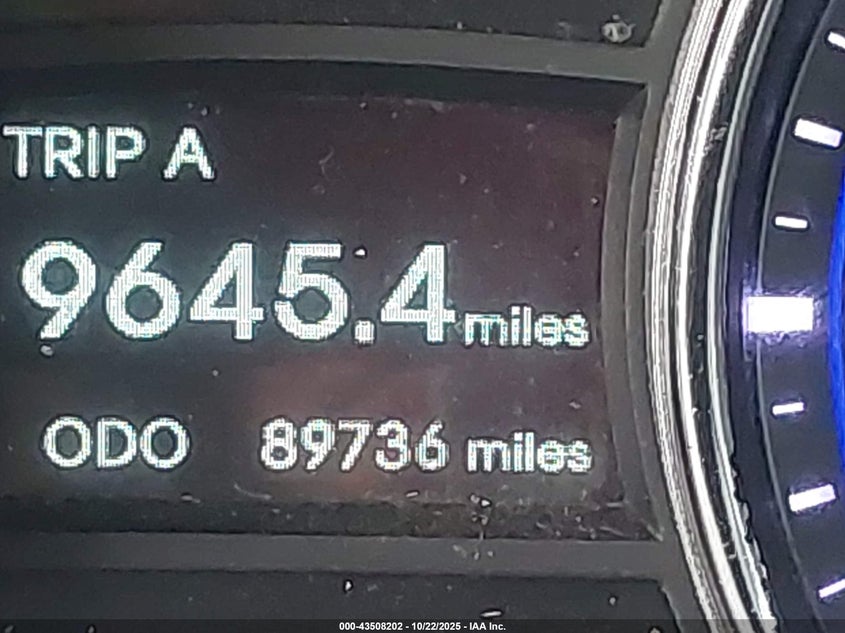 TRIP A
9645.4 miles
ODO 89736 miles
000-43508202 - 10/22/2025 - IAA Inc.